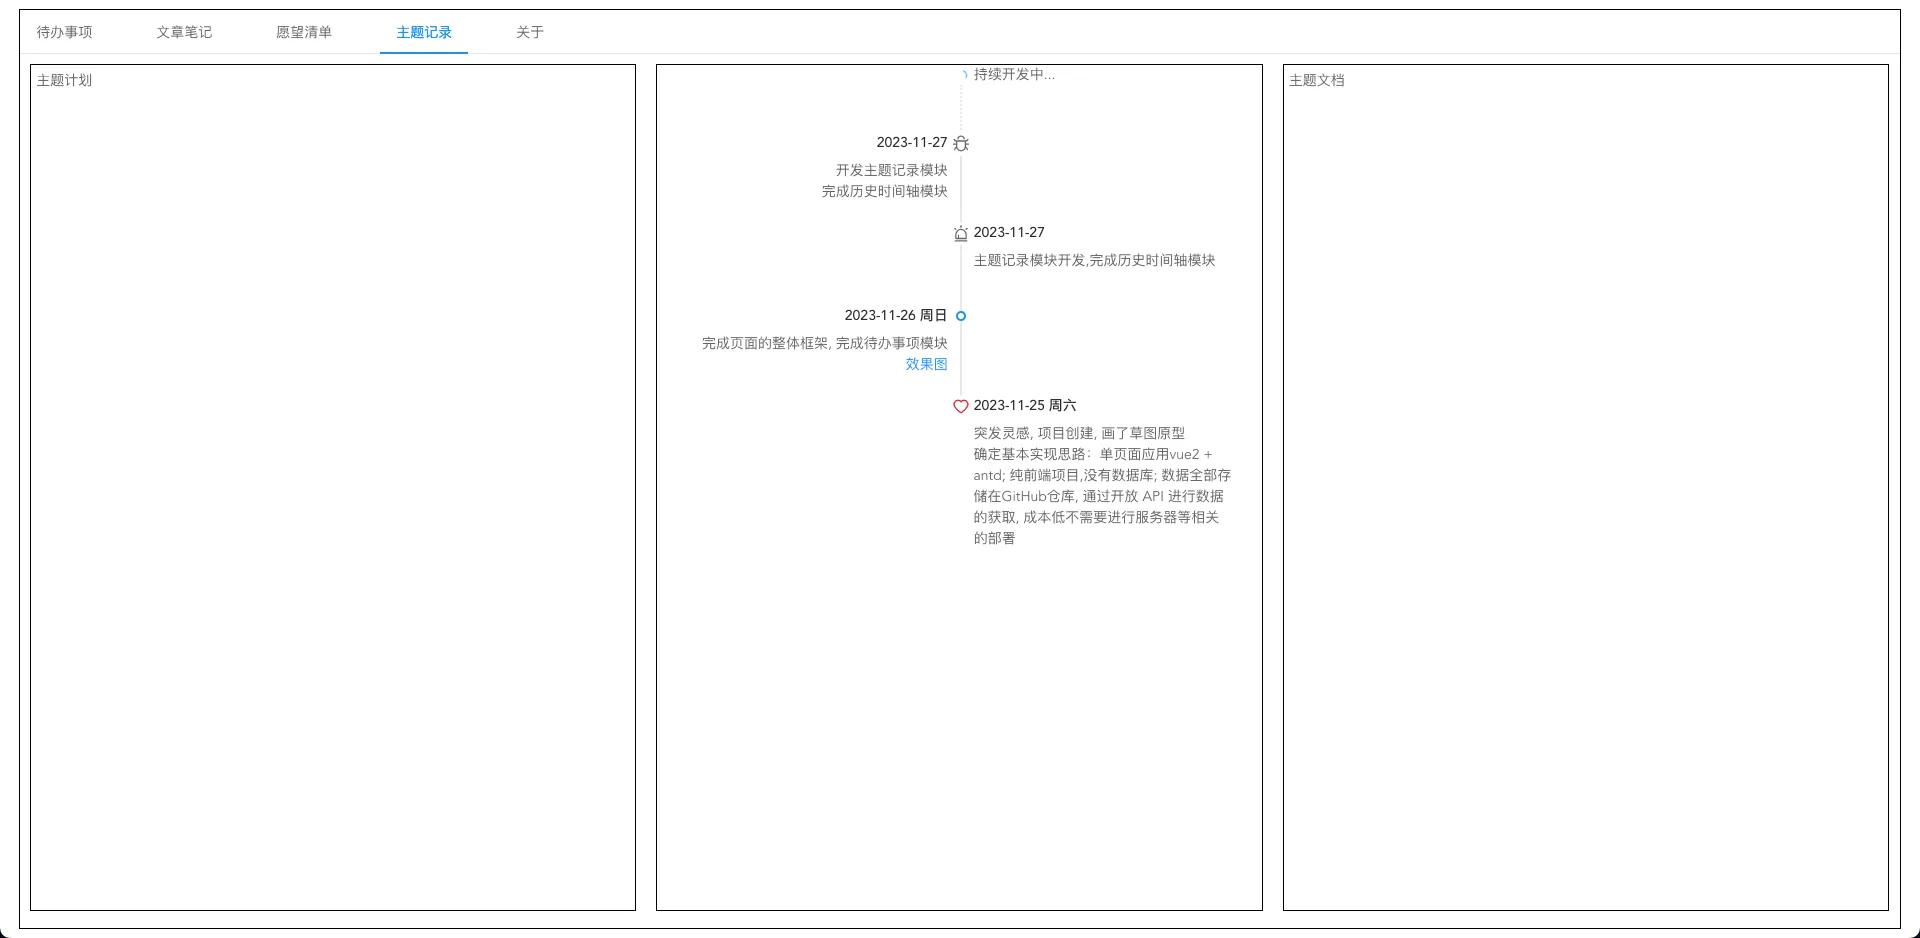 待办事项
文章笔记
愿望清单
主题记录
关于
主题计划
持续开发中...
2023-11-27
开发主题记录模块
完成历史时间轴模块
2023-11-27
主题记录模块开发,完成历史时间轴模块
2023-11-26 周日
完成页面的整体框架, 完成待办事项模块
效果图
2023-11-25 周六
突发灵感, 项目创建, 画了草图原型
确定基本实现思路：单页面应用vue2 +
antd; 纯前端项目,没有数据库; 数据全部存
储在GitHub仓库, 通过开放 API 进行数据
的获取, 成本低不需要进行服务器等相关
的部署
主题文档